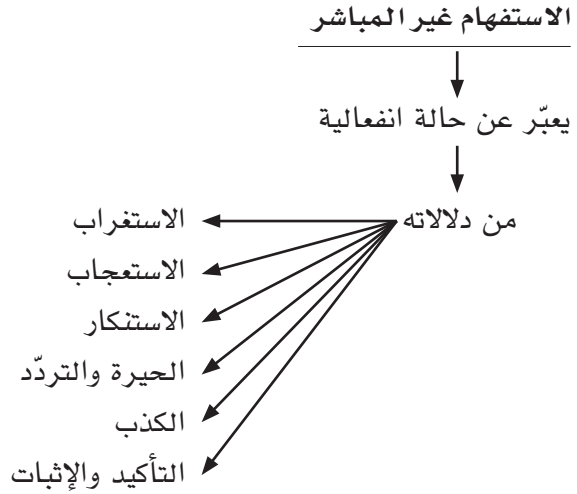 الاستفهام غير المباشر
يعبّر عن حالة انفعالية
من دلالاته
الاستغراب
الاستعجاب
الاستنكار
الحيرة والتردّد
الكذب
التأكيد والإثبات